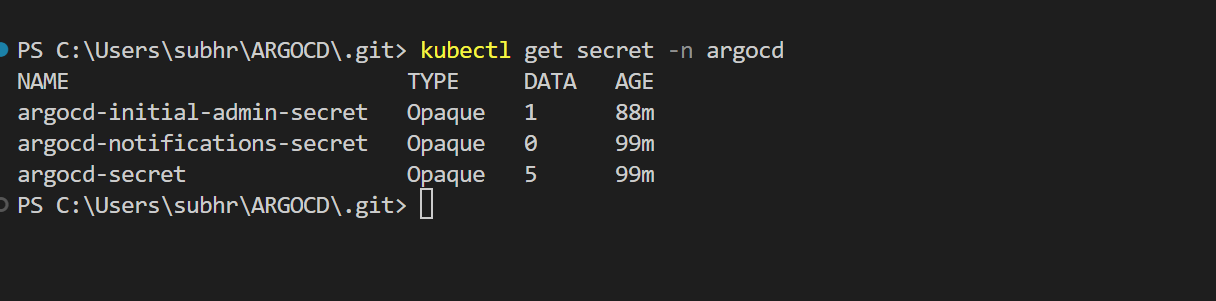 PS C:\Users\subhr\ARGOCD\.git> kubectl get secret -n argocd
NAME TYPE DATA AGE
argocd-initial-admin-secret Opaque 1 88m
argocd-notifications-secret Opaque 0 99m
argocd-secret Opaque 5 99m
PS C:\Users\subhr\ARGOCD\.git>